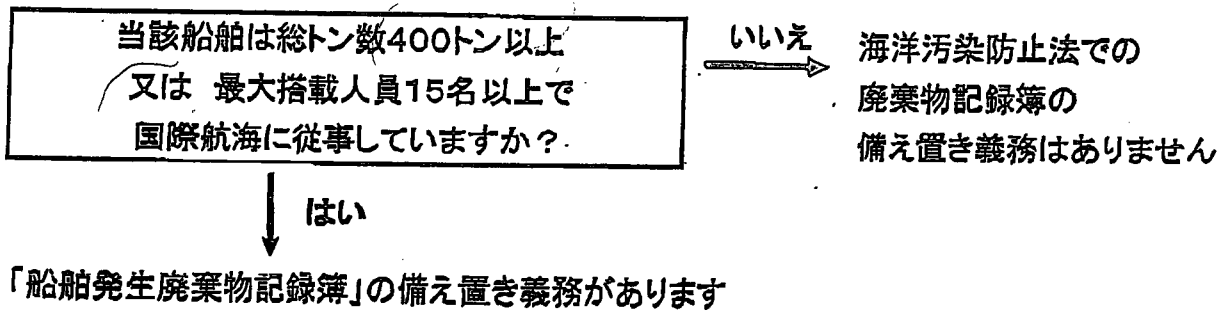 当該船舶は総トン数400トン以上
又は 最大搭載人員15名以上で
国際航海に従事していますか?
いいえ
海洋汚染防止法での
廃棄物記録簿の
備え置き義務はありません
はい
「船舶発生廃棄物記録簿」の備え置き義務があります